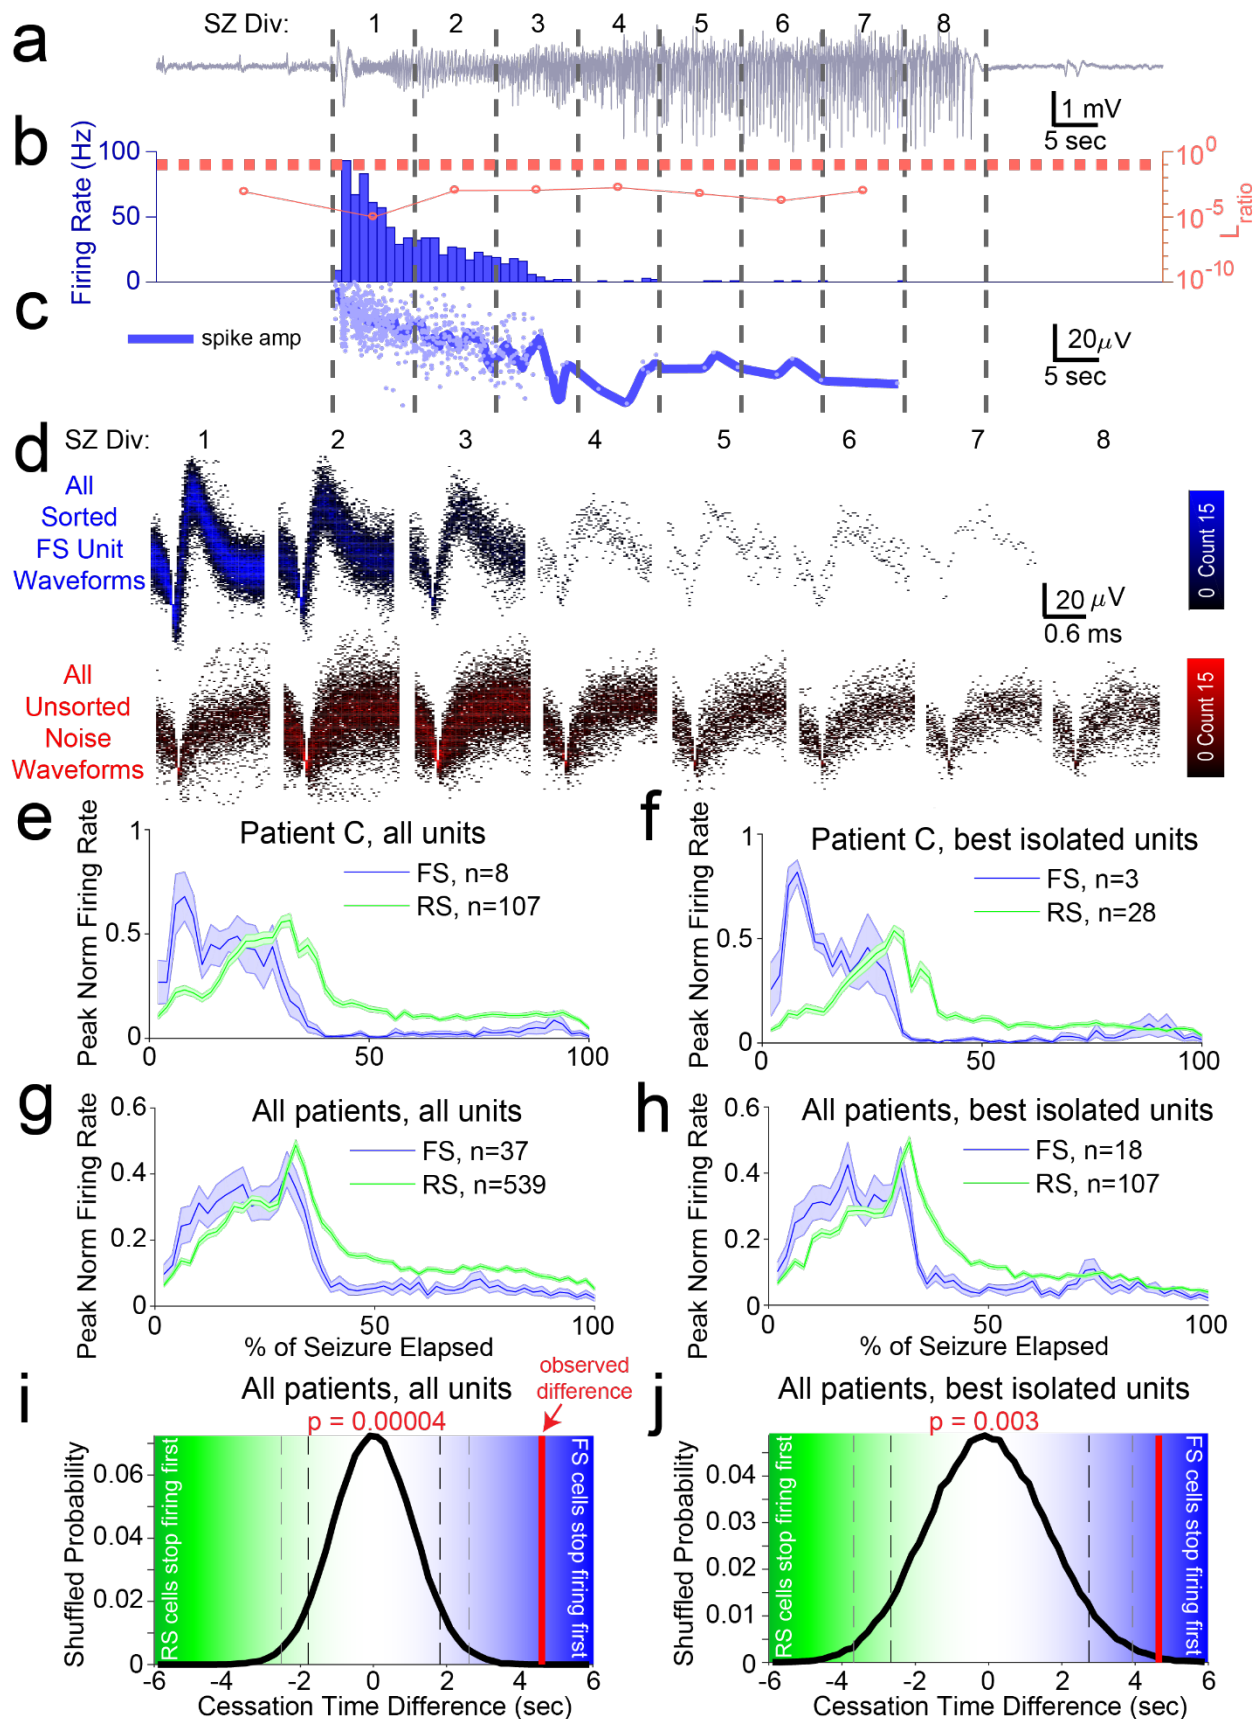 a
SZ Div: 1 2 3 4 5 6 7 8
1 mV
5 sec
b
Firing Rate (Hz)
100
50
0
10^0
10^-5
10^-10
L_ratio
c
spike amp
20μV
5 sec
d
SZ Div: 1 2 3 4 5 6 7 8
All
Sorted
FS Unit
Waveforms
0 Count 15
20 μV
0.6 ms
All
Unsorted
Noise
Waveforms
0 Count 15
e
Patient C, all units
Peak Norm Firing Rate
1
0.5
0
FS, n=8
RS, n=107
0 50 100
f
Patient C, best isolated units
Peak Norm Firing Rate
1
0.5
0
FS, n=3
RS, n=28
0 50 100
g
All patients, all units
Peak Norm Firing Rate
0.6
0.4
0.2
0
FS, n=37
RS, n=539
0 50 100
% of Seizure Elapsed
h
All patients, best isolated units
Peak Norm Firing Rate
0.6
0.4
0.2
0
FS, n=18
RS, n=107
0 50 100
% of Seizure Elapsed
i
All patients, all units
observed
difference
p = 0.00004
Shuffled Probability
0.06
0.04
0.02
0
RS cells stop firing first
FS cells stop firing first
-6 -4 -2 0 2 4 6
Cessation Time Difference (sec)
j
All patients, best isolated units
p = 0.003
Shuffled Probability
0.04
0.03
0.02
0.01
0
RS cells stop firing first
FS cells stop firing first
-6 -4 -2 0 2 4 6
Cessation Time Difference (sec)